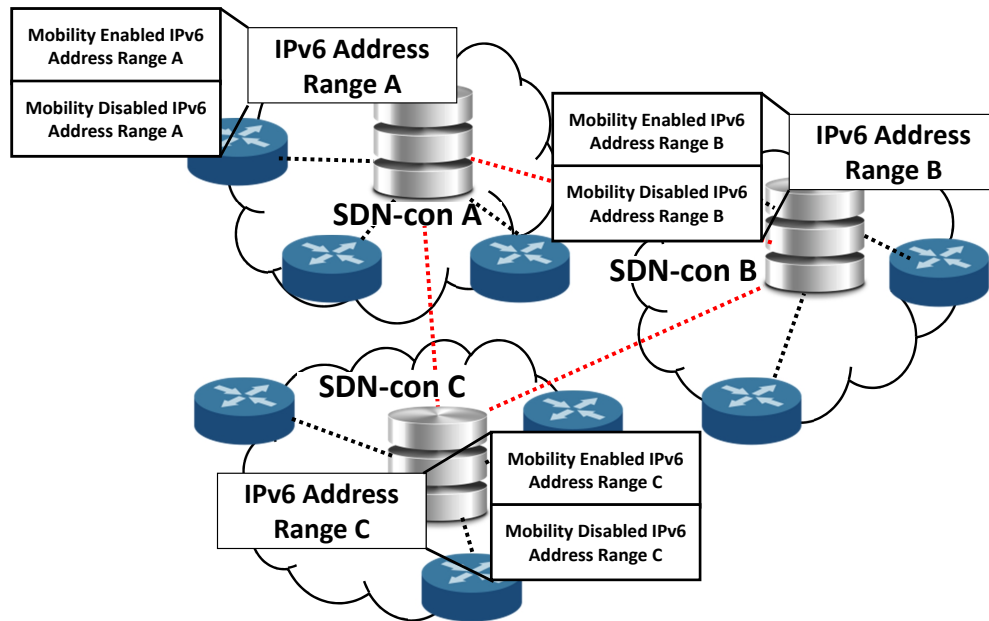 Mobility Enabled IPv6
Address Range A
Mobility Disabled IPv6
Address Range A
IPv6 Address
Range A
SDN-con A
Mobility Enabled IPv6
Address Range B
Mobility Disabled IPv6
Address Range B
IPv6 Address
Range B
SDN-con B
SDN-con C
IPv6 Address
Range C
Mobility Enabled IPv6
Address Range C
Mobility Disabled IPv6
Address Range C